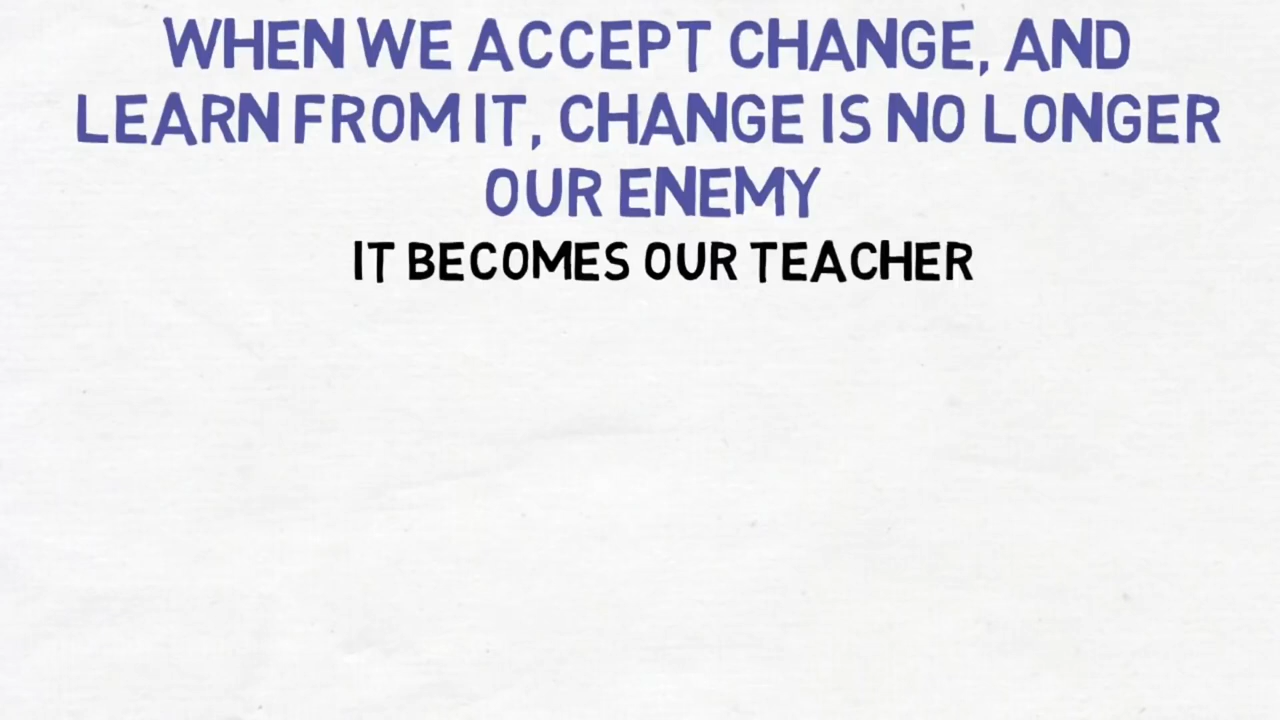 WHEN WE ACCEPT CHANGE, AND
LEARN FROM IT, CHANGE IS NO LONGER
OUR ENEMY
IT BECOMES OUR TEACHER